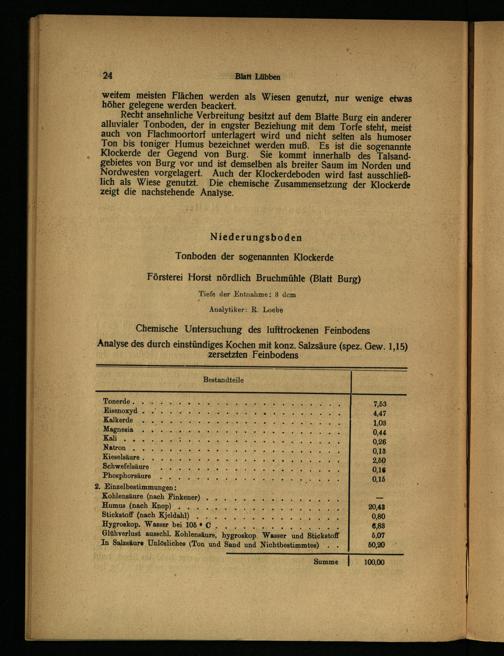 24
Blatt Lübben
weitem meisten Flächen werden als Wiesen genutzt, nur wenige etwas
höher gelegene werden beackert.
Recht ansehnliche Verbreitung besitzt auf dem Blatte Burg ein anderer
alluvialer Tonboden, der in engster Beziehung mit dem Torfe steht, meist
auch von Flachmoortorf unterlagert wird und nicht selten als humoser
Ton bis toniger Humus bezeichnet werden muß. Es ist die sogenannte
Klockerde der Gegend von Burg. Sie kommt innerhalb des Talsand-
gebietes von Burg vor und ist demselben als breiter Saum im Norden und
Nordwesten vorgelagert. Auch der Klockerdeboden wird fast ausschließ-
lich als Wiese genutzt. Die chemische Zusammensetzung der Klockerde
zeigt die nachstehende Analyse.
Niederungsboden
Tonboden der sogenannten Klockerde
Försterei Horst nördlich Bruchmühle (Blatt Burg)
Tiefe der Entnahme: 3 dcm
Analytiker: R. Loebe
Chemische Untersuchung des lufttrockenen Feinbodens
Analyse des durch einstündiges Kochen mit konz. Salzsäure (spez. Gew. 1,15)
zersetzten Feinbodens
Bestandteile
Tonerde . . . . . . . . . . 7,53
Eisenoxyd . . . . . . . . . . 4,47
Kalkerde . . . . . . . . . . 1,03
Magnesia . . . . . . . . . . 0,44
Kali . . . . . . . . . . 0,26
Natron . . . . . . . . . . 0,13
Kieselsäure . . . . . . . . . . 2,50
Schwefelsäure . . . . . . . . . . 0,16
Phosphorsäure . . . . . . . . . . 0,15
2. Einzelbestimmungen:
Kohlensäure (nach Finkener) . . . . . . . . . . —
Humus (nach Knop) . . . . . . . . . . 20,43
Stickstoff (nach Kjeldahl) . . . . . . . . . . 0,80
Hygroskop. Wasser bei 105 ° C . . . . . . . . . . 6,83
Glühverlust ausschl. Kohlensäure, hygroskop. Wasser und Stickstoff 5,07
In Salzsäure Unlösliches (Ton und Sand und Nichtbestimmtes) . . 50,20
Summe 100,00